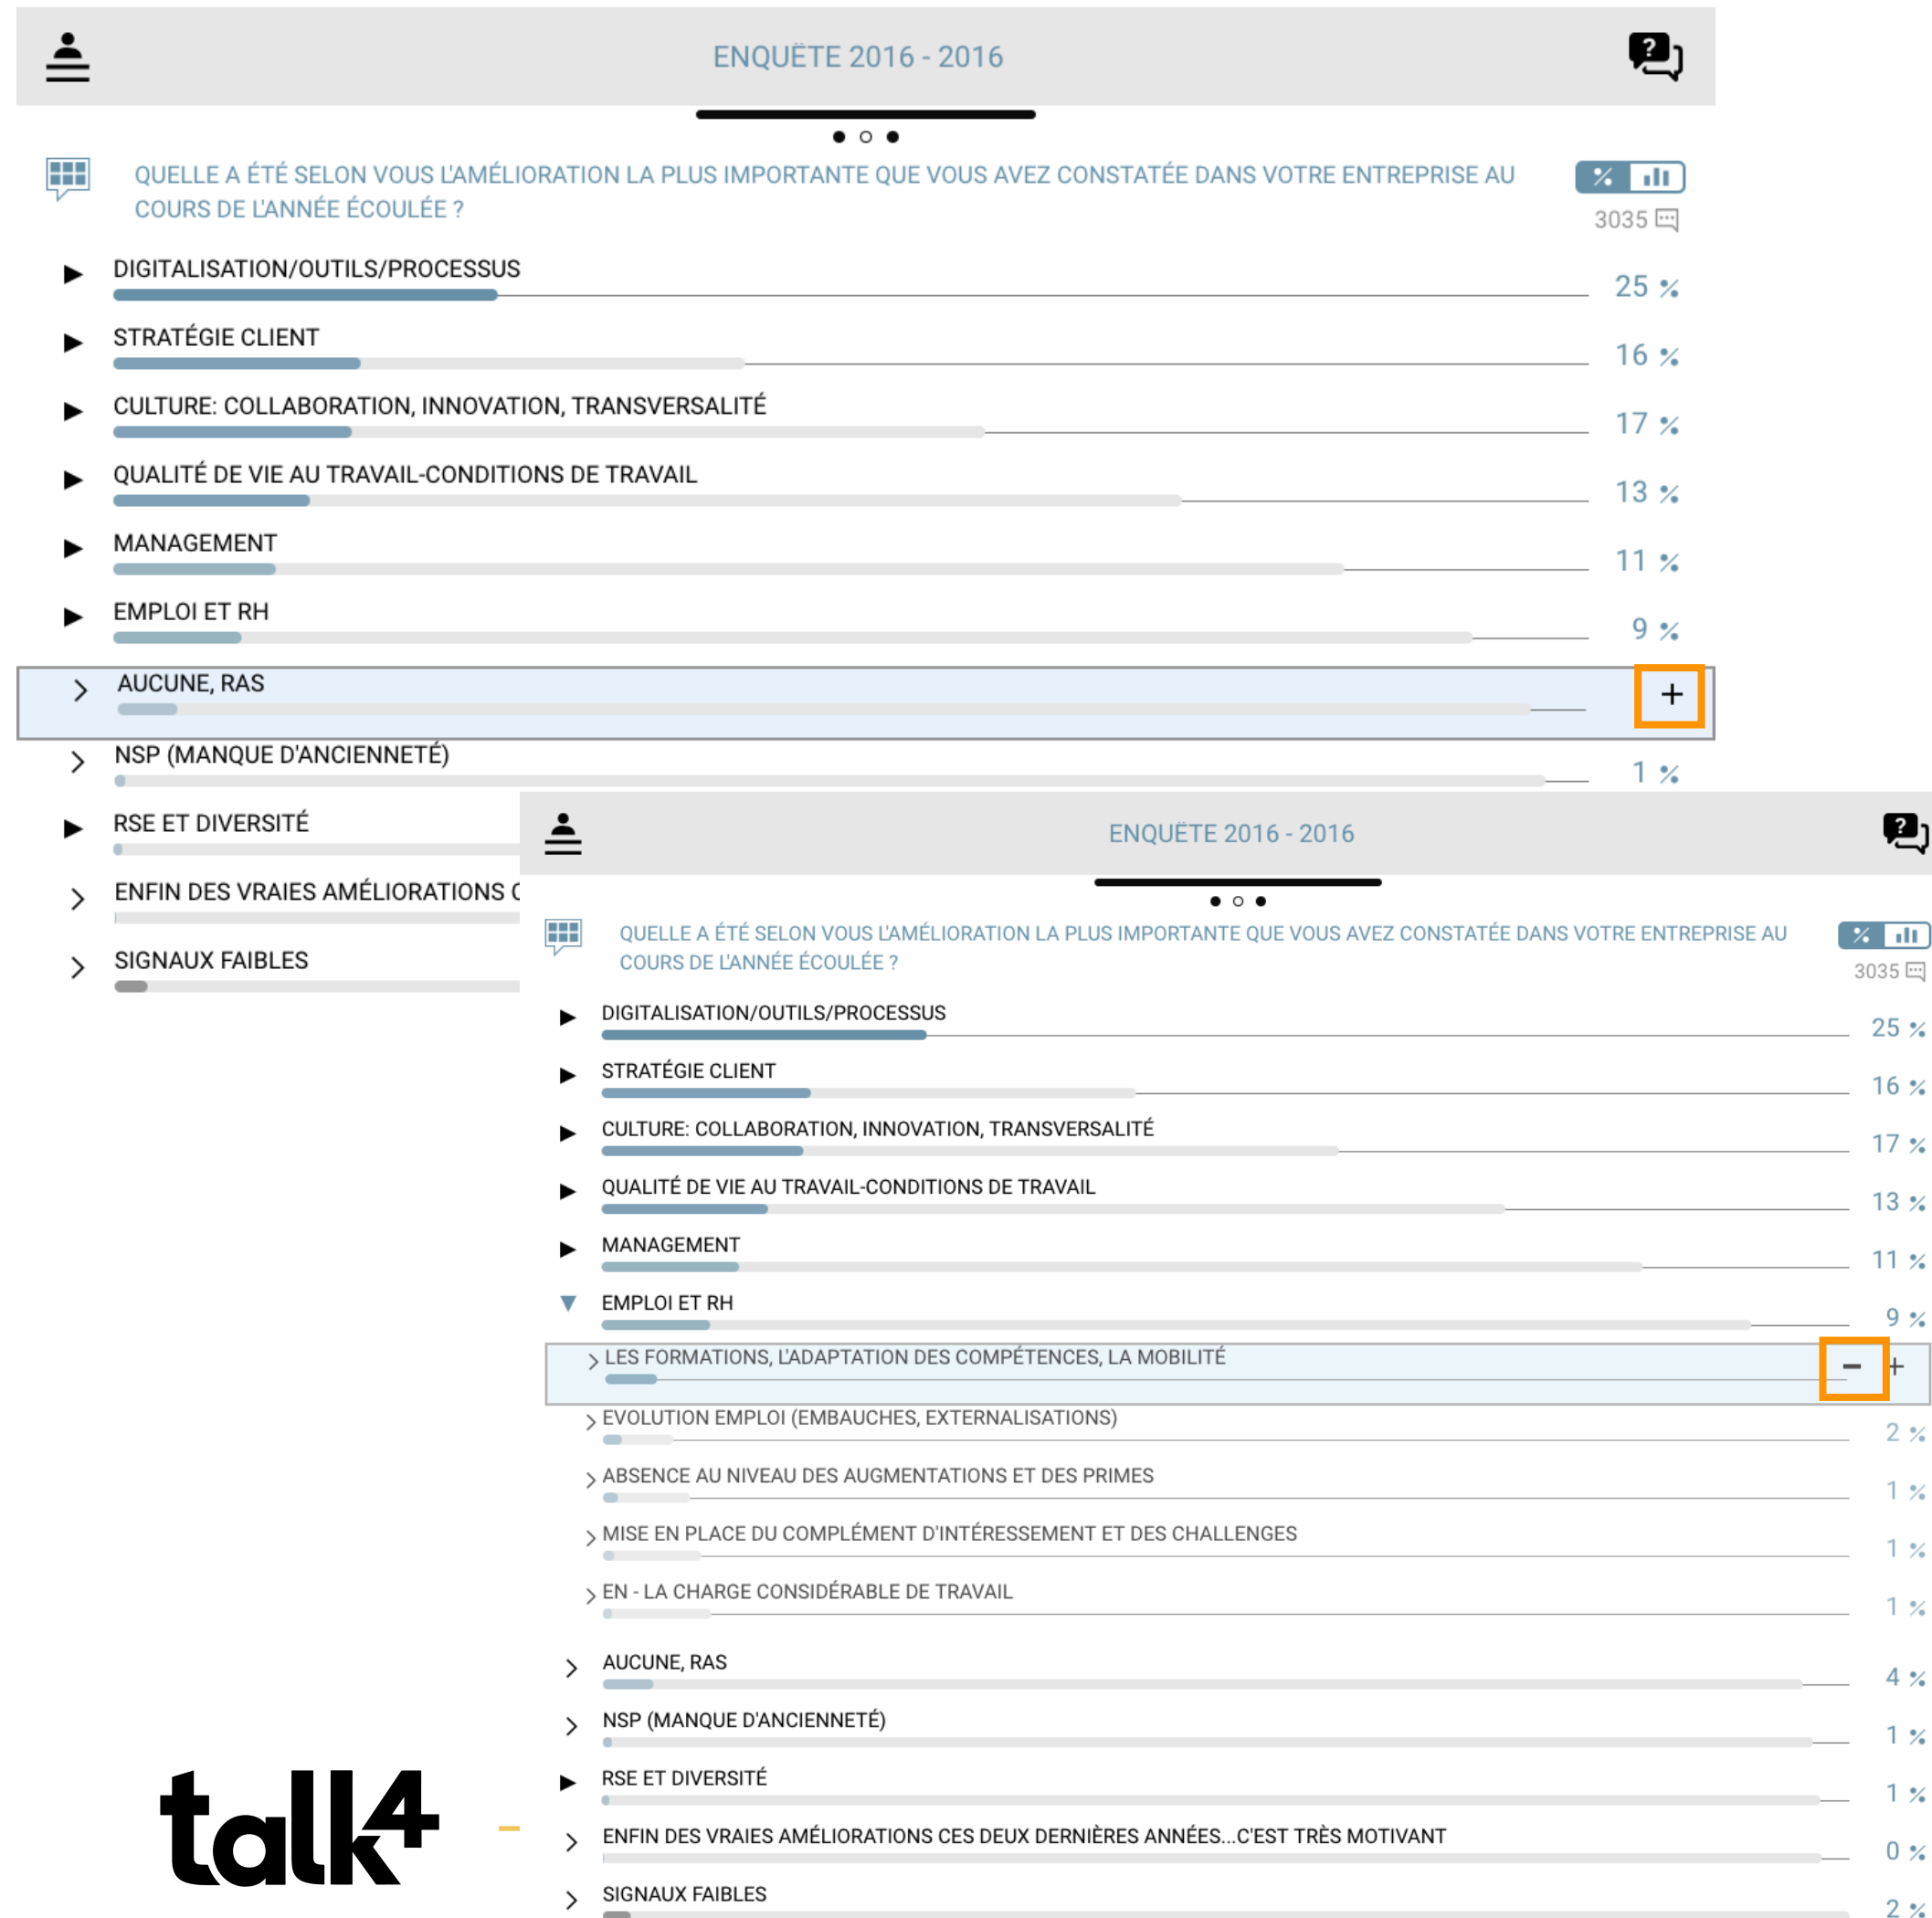 ENQUÊTE 2016 - 2016
QUELLE A ÉTÉ SELON VOUS L'AMÉLIORATION LA PLUS IMPORTANTE QUE VOUS AVEZ CONSTATÉE DANS VOTRE ENTREPRISE AU
COURS DE L'ANNÉE ÉCOULÉE ?
%
3035
DIGITALISATION/OUTILS/PROCESSUS
25 %
STRATÉGIE CLIENT
16 %
CULTURE: COLLABORATION, INNOVATION, TRANSVERSALITÉ
17 %
QUALITÉ DE VIE AU TRAVAIL-CONDITIONS DE TRAVAIL
13 %
MANAGEMENT
11 %
EMPLOI ET RH
9 %
AUCUNE, RAS
+
NSP (MANQUE D'ANCIENNETÉ)
1 %
RSE ET DIVERSITÉ
ENFIN DES VRAIES AMÉLIORATIONS
SIGNAUX FAIBLES
ENQUÊTE 2016 - 2016
QUELLE A ÉTÉ SELON VOUS L'AMÉLIORATION LA PLUS IMPORTANTE QUE VOUS AVEZ CONSTATÉE DANS VOTRE ENTREPRISE AU
COURS DE L'ANNÉE ÉCOULÉE ?
%
3035
DIGITALISATION/OUTILS/PROCESSUS
25 %
STRATÉGIE CLIENT
16 %
CULTURE: COLLABORATION, INNOVATION, TRANSVERSALITÉ
17 %
QUALITÉ DE VIE AU TRAVAIL-CONDITIONS DE TRAVAIL
13 %
MANAGEMENT
11 %
EMPLOI ET RH
9 %
LES FORMATIONS, L'ADAPTATION DES COMPÉTENCES, LA MOBILITÉ
- +
EVOLUTION EMPLOI (EMBAUCHES, EXTERNALISATIONS)
2 %
ABSENCE AU NIVEAU DES AUGMENTATIONS ET DES PRIMES
1 %
MISE EN PLACE DU COMPLÉMENT D'INTÉRESSEMENT ET DES CHALLENGES
1 %
EN - LA CHARGE CONSIDÉRABLE DE TRAVAIL
1 %
AUCUNE, RAS
4 %
NSP (MANQUE D'ANCIENNETÉ)
1 %
RSE ET DIVERSITÉ
1 %
ENFIN DES VRAIES AMÉLIORATIONS CES DEUX DERNIÈRES ANNÉES...C'EST TRÈS MOTIVANT
0 %
SIGNAUX FAIBLES
2 %
talk4